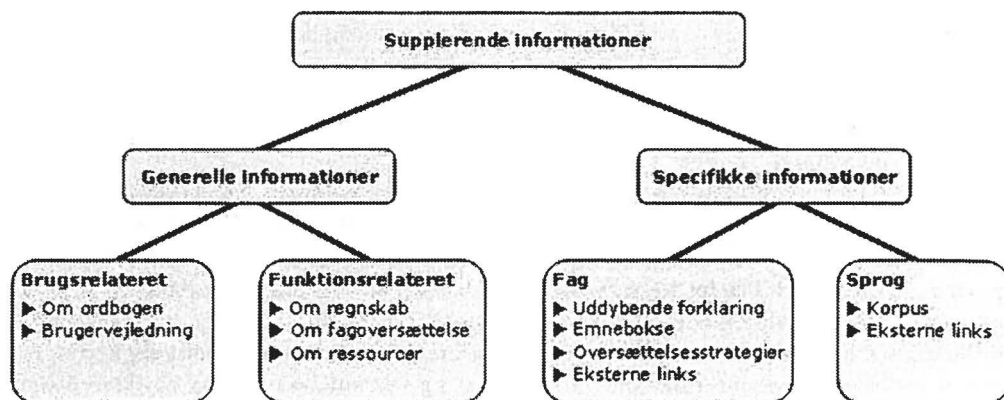 Supplerende informationer
Generelle informationer
Specifikke informationer
Brugsrelateret
▶ Om ordbogen
▶ Brugervejledning
Funktionsrelateret
▶ Om regnskab
▶ Om fagoversættelse
▶ Om ressourcer
Fag
▶ Uddybende forklaring
▶ Emnebokse
▶ Oversættelsesstrategier
▶ Eksterne links
Sprog
▶ Korpus
▶ Eksterne links